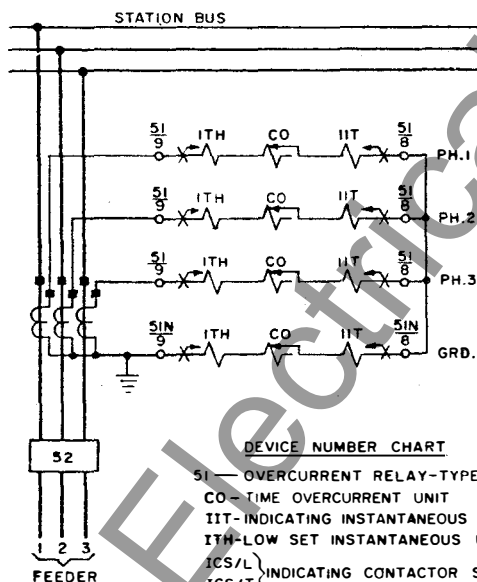 STATION BUS
51 ITH CO IIT 51 PH.1
9 8
51 ITH CO IIT 51 PH.2
9 8
51 ITH CO IIT 51 PH.3
9 8
51N ITH CO IIT 51N GRD.
9 8
52
1 2 3
FEEDER
DEVICE NUMBER CHART
51 — OVERCURRENT RELAY-TYPE
CO - TIME OVERCURRENT UNIT
IIT-INDICATING INSTANTANEOUS
ITH-LOW SET INSTANTANEOUS
ICS/L
ICS/T } INDICATING CONTACTOR S
Electrica